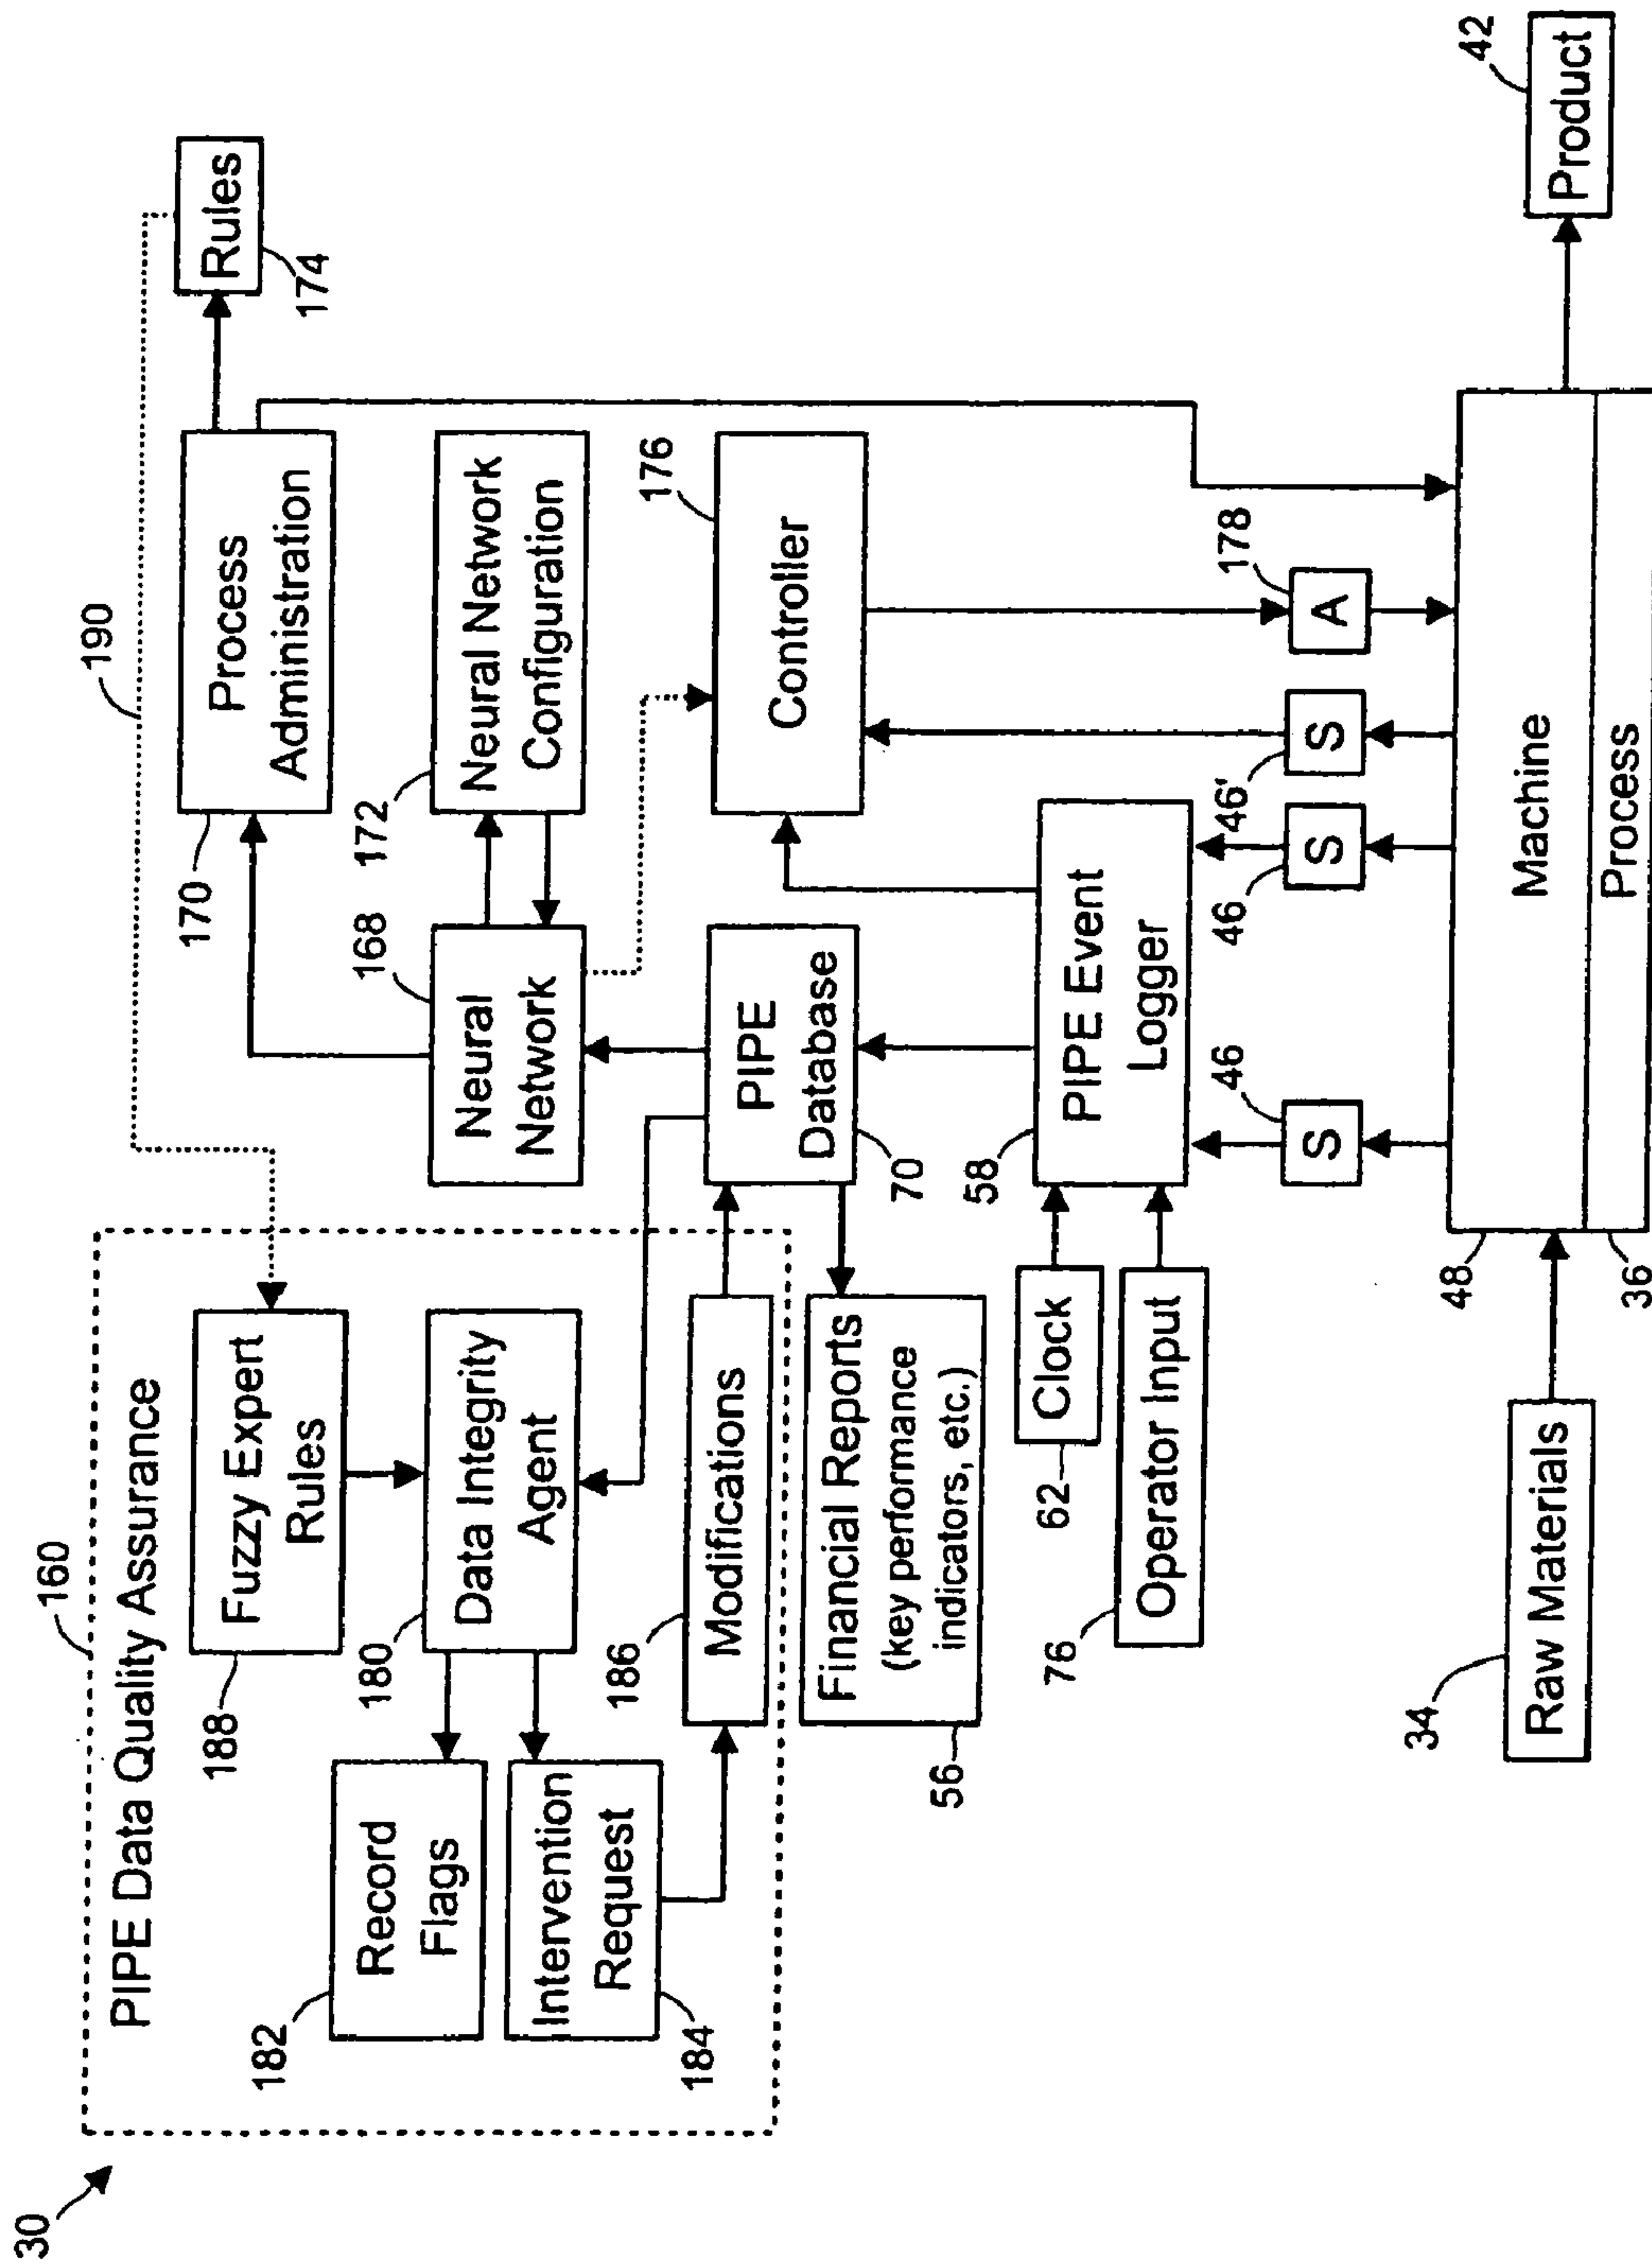 30
160
PIPE Data Quality Assurance
190
182
Record
Flags
188
Fuzzy Expert
Rules
170
Process
Administration
Rules
174
180
Data Integrity
Agent
168
Neural
Network
172
Neural Network
Configuration
Intervention
Request
184
186
Modifications
PIPE
Database
70
176
Controller
Financial Reports
(key performance
indicators, etc.)
56
62
Clock
76
Operator Input
58
PIPE Event
Logger
46
S
46
S
46'
S
178
A
34
Raw Materials
48
Machine
36
Process
42
Product